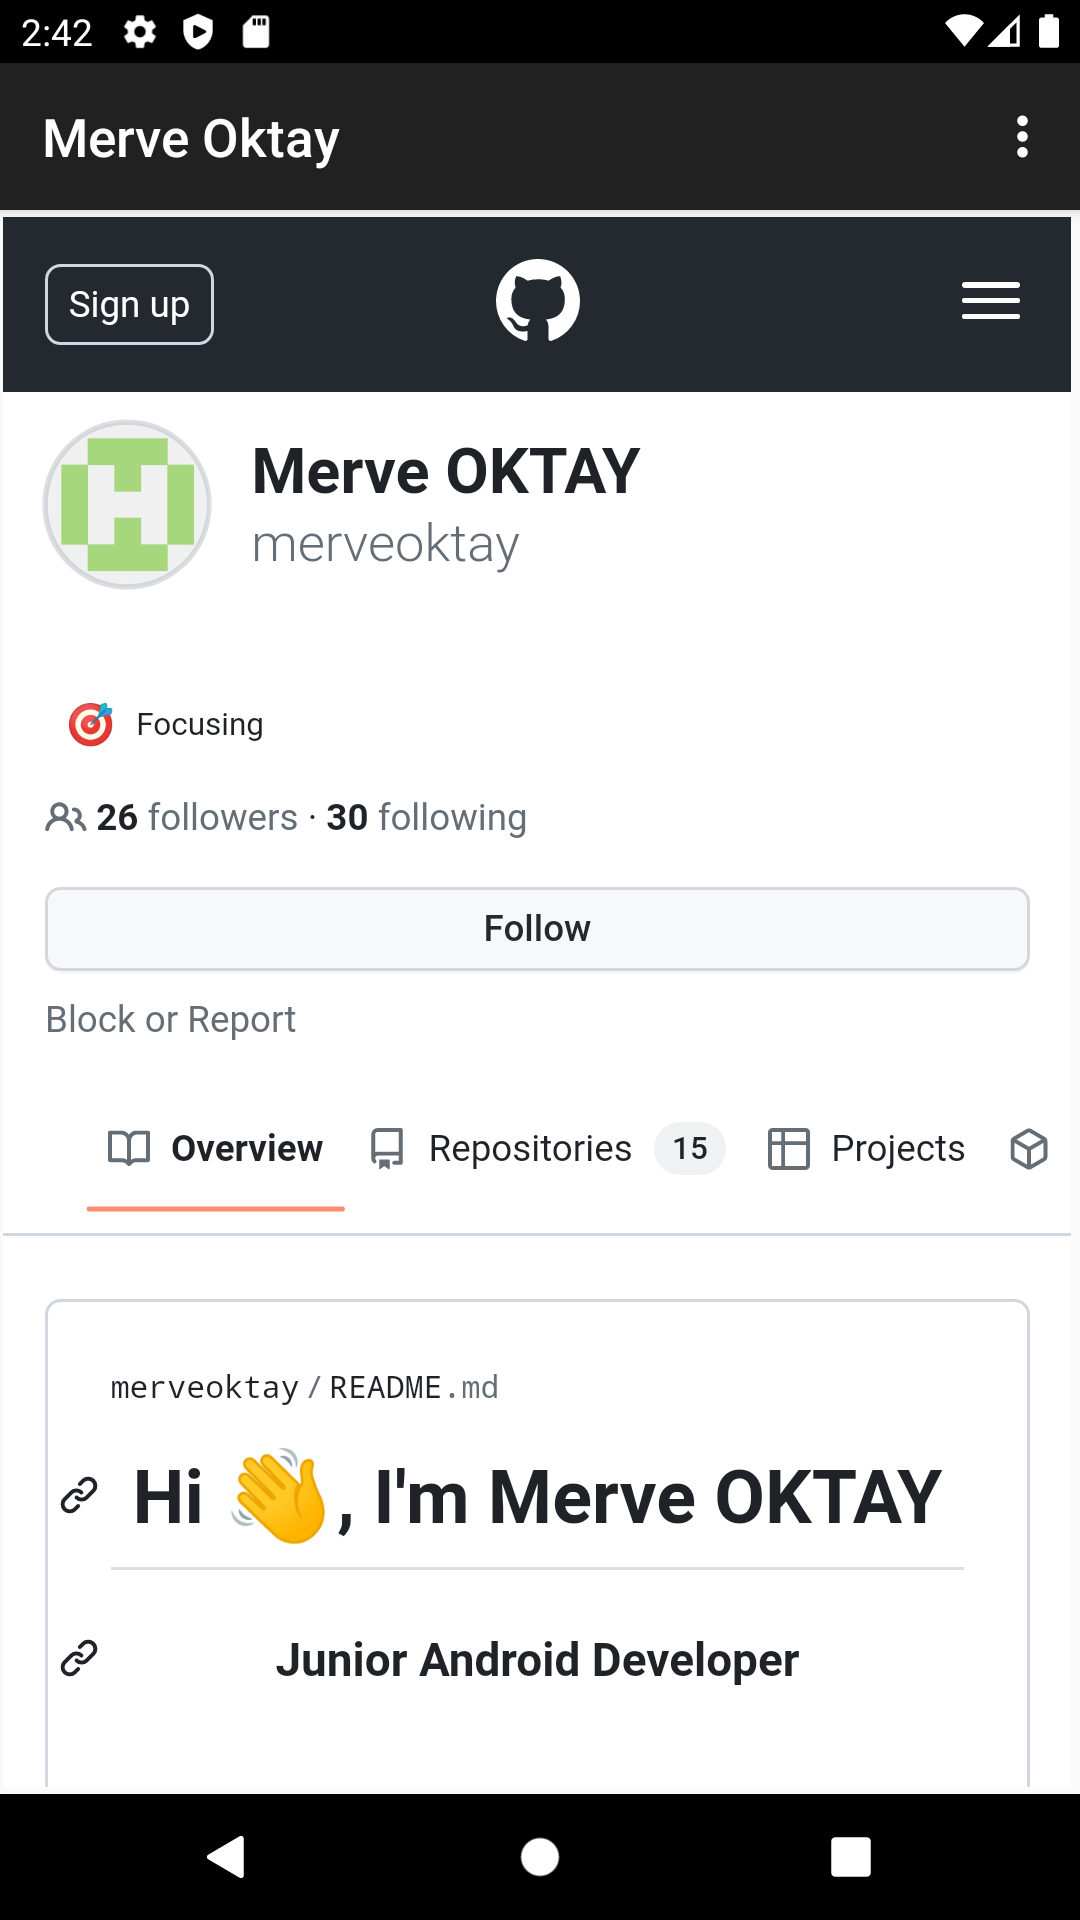 2:42
Merve Oktay
Sign up
Merve OKTAY
merveoktay
Focusing
26 followers · 30 following
Follow
Block or Report
Overview Repositories 15 Projects
merveoktay/README.md
Hi 👋, I'm Merve OKTAY
Junior Android Developer